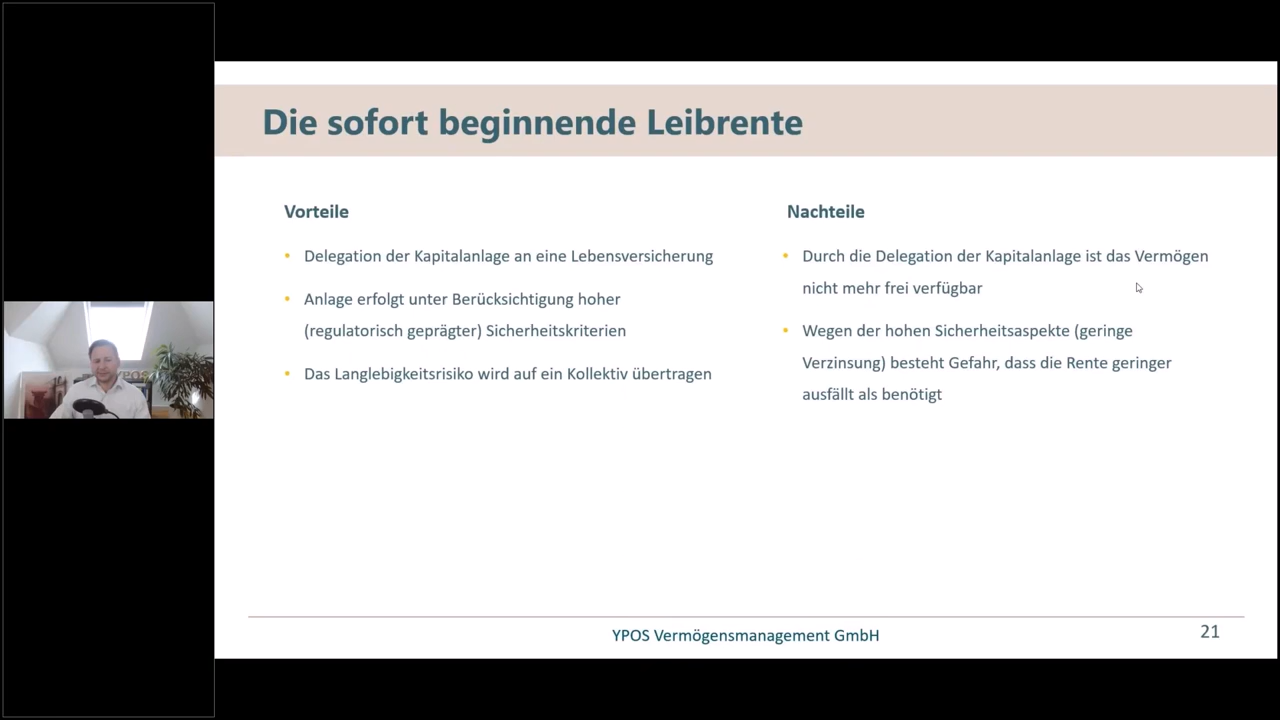 Die sofort beginnende Leibrente
Vorteile
• Delegation der Kapitalanlage an eine Lebensversicherung
• Anlage erfolgt unter Berücksichtigung hoher
(regulatorisch geprägter) Sicherheitskriterien
• Das Langlebigkeitsrisiko wird auf ein Kollektiv übertragen
Nachteile
• Durch die Delegation der Kapitalanlage ist das Vermögen
nicht mehr frei verfügbar
• Wegen der hohen Sicherheitsaspekte (geringe
Verzinsung) besteht Gefahr, dass die Rente geringer
ausfällt als benötigt
YPOS Vermögensmanagement GmbH
21
YPOS